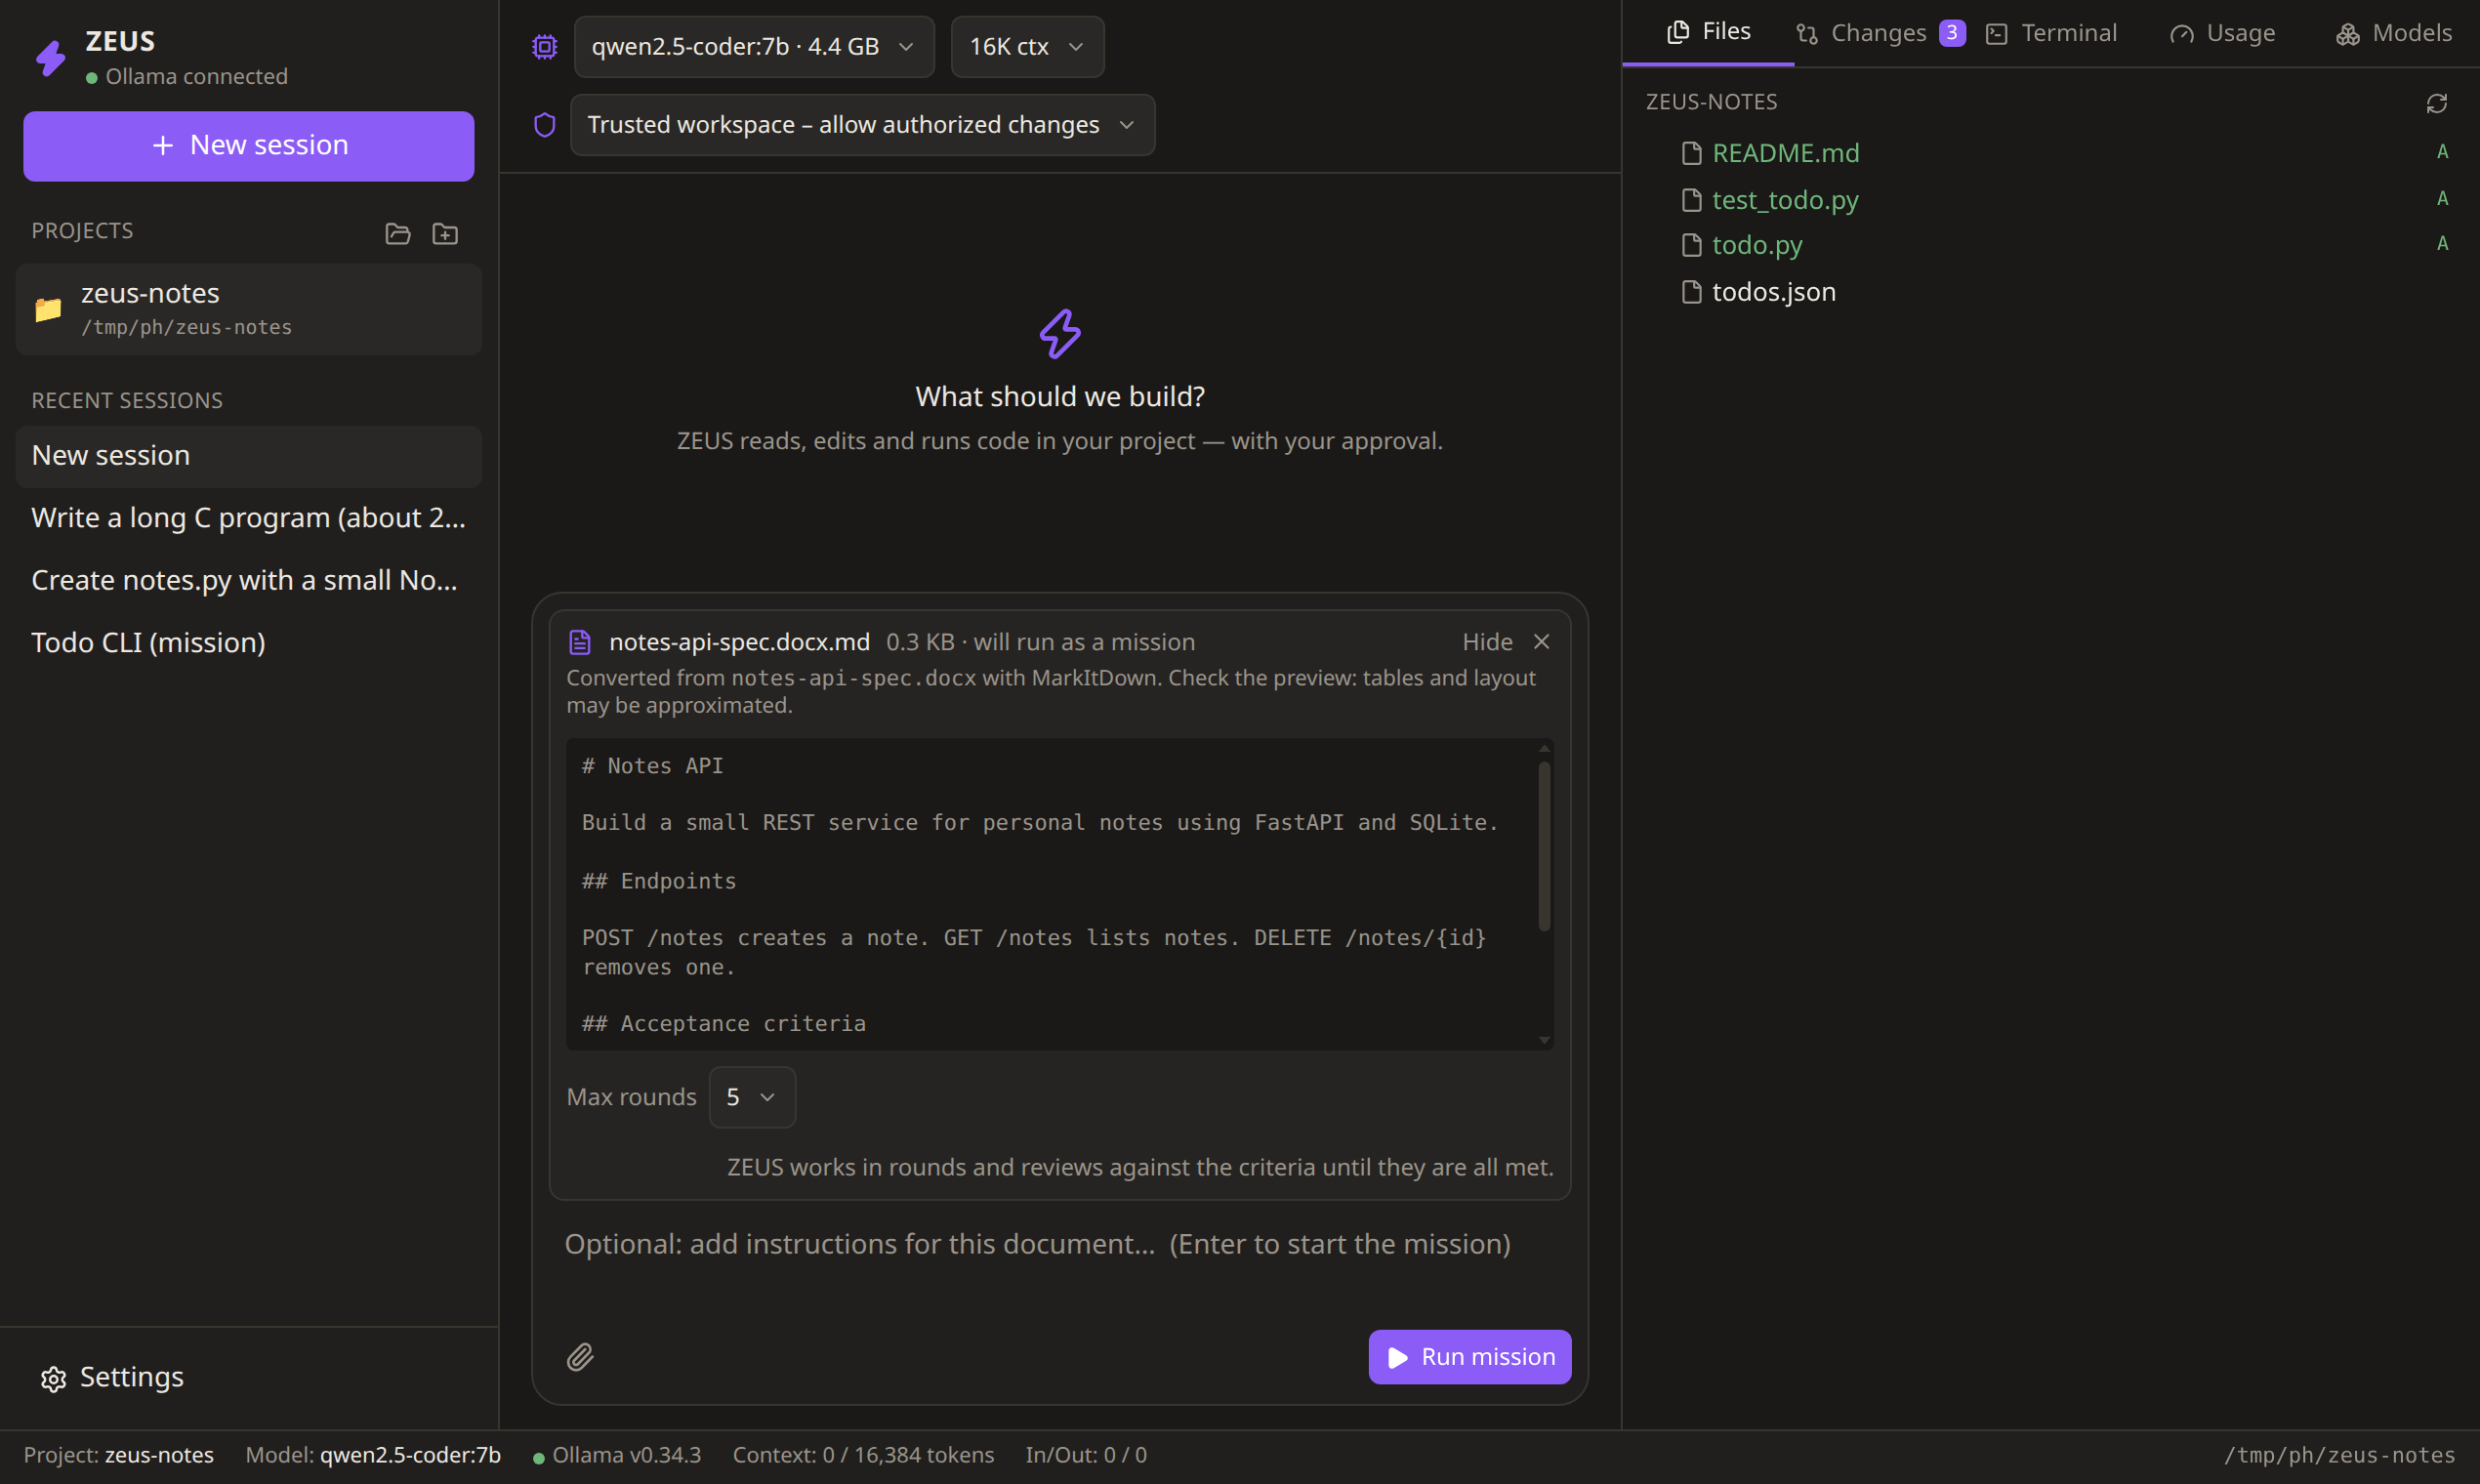 ZEUS
Ollama connected
New session
PROJECTS
zeus-notes
/tmp/ph/zeus-notes
RECENT SESSIONS
New session
Write a long C program (about 2...
Create notes.py with a small No...
Todo CLI (mission)
Settings
qwen2.5-coder:7b · 4.4 GB
16K ctx
Trusted workspace – allow authorized changes
What should we build?
ZEUS reads, edits and runs code in your project — with your approval.
notes-api-spec.docx.md 0.3 KB · will run as a mission Hide
Converted from notes-api-spec.docx with MarkItDown. Check the preview: tables and layout
may be approximated.
# Notes API
Build a small REST service for personal notes using FastAPI and SQLite.
## Endpoints
POST /notes creates a note. GET /notes lists notes. DELETE /notes/{id}
removes one.
## Acceptance criteria
Max rounds 5
ZEUS works in rounds and reviews against the criteria until they are all met.
Optional: add instructions for this document... (Enter to start the mission)
Run mission
Files Changes 3 Terminal Usage Models
ZEUS-NOTES
README.md A
test_todo.py A
todo.py A
todos.json
Project: zeus-notes Model: qwen2.5-coder:7b Ollama v0.34.3 Context: 0 / 16,384 tokens In/Out: 0 / 0 /tmp/ph/zeus-notes